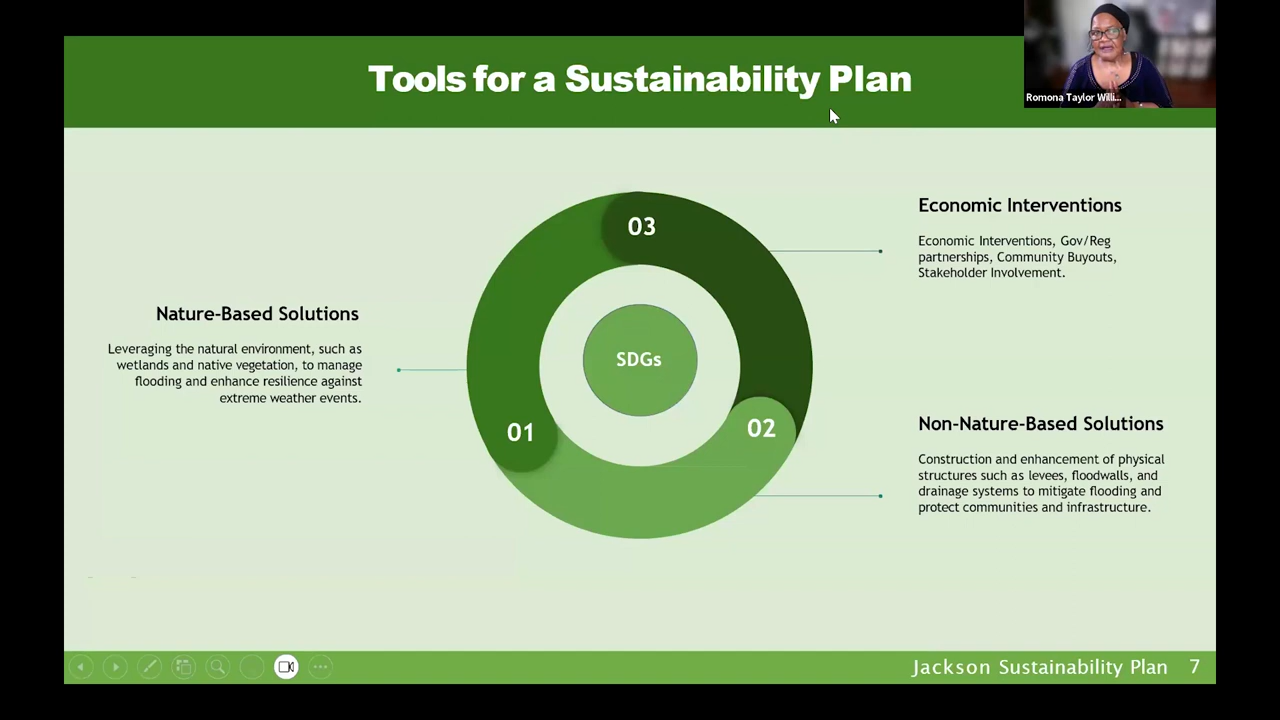 Tools for a Sustainability Plan
Romona Taylor Willi...
03
Economic Interventions
Economic Interventions, Gov/Reg
partnerships, Community Buyouts,
Stakeholder Involvement.
Nature-Based Solutions
Leveraging the natural environment, such as
wetlands and native vegetation, to manage
flooding and enhance resilience against
extreme weather events.
SDGs
01
02
Non-Nature-Based Solutions
Construction and enhancement of physical
structures such as levees, floodwalls, and
drainage systems to mitigate flooding and
protect communities and infrastructure.
Jackson Sustainability Plan 7